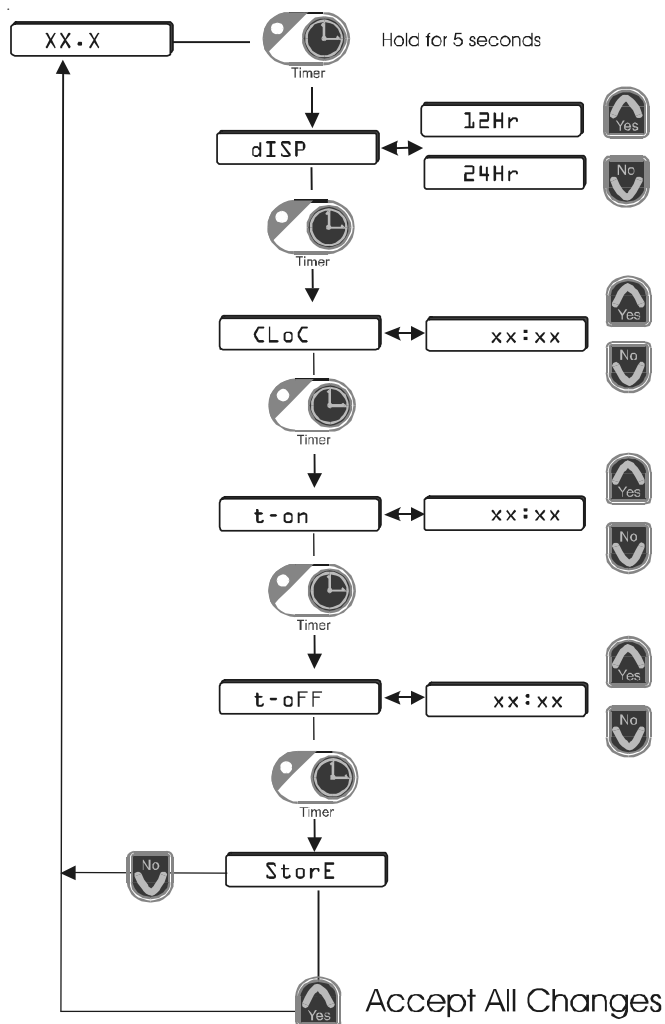 XX.X
Hold for 5 seconds
Timer
12Hr
Yes
dISP
24Hr
No
Timer
Yes
CLoC
xx:xx
No
Timer
Yes
t-on
xx:xx
No
Timer
Yes
t-oFF
xx:xx
No
Timer
No
StorE
Yes
Accept All Changes